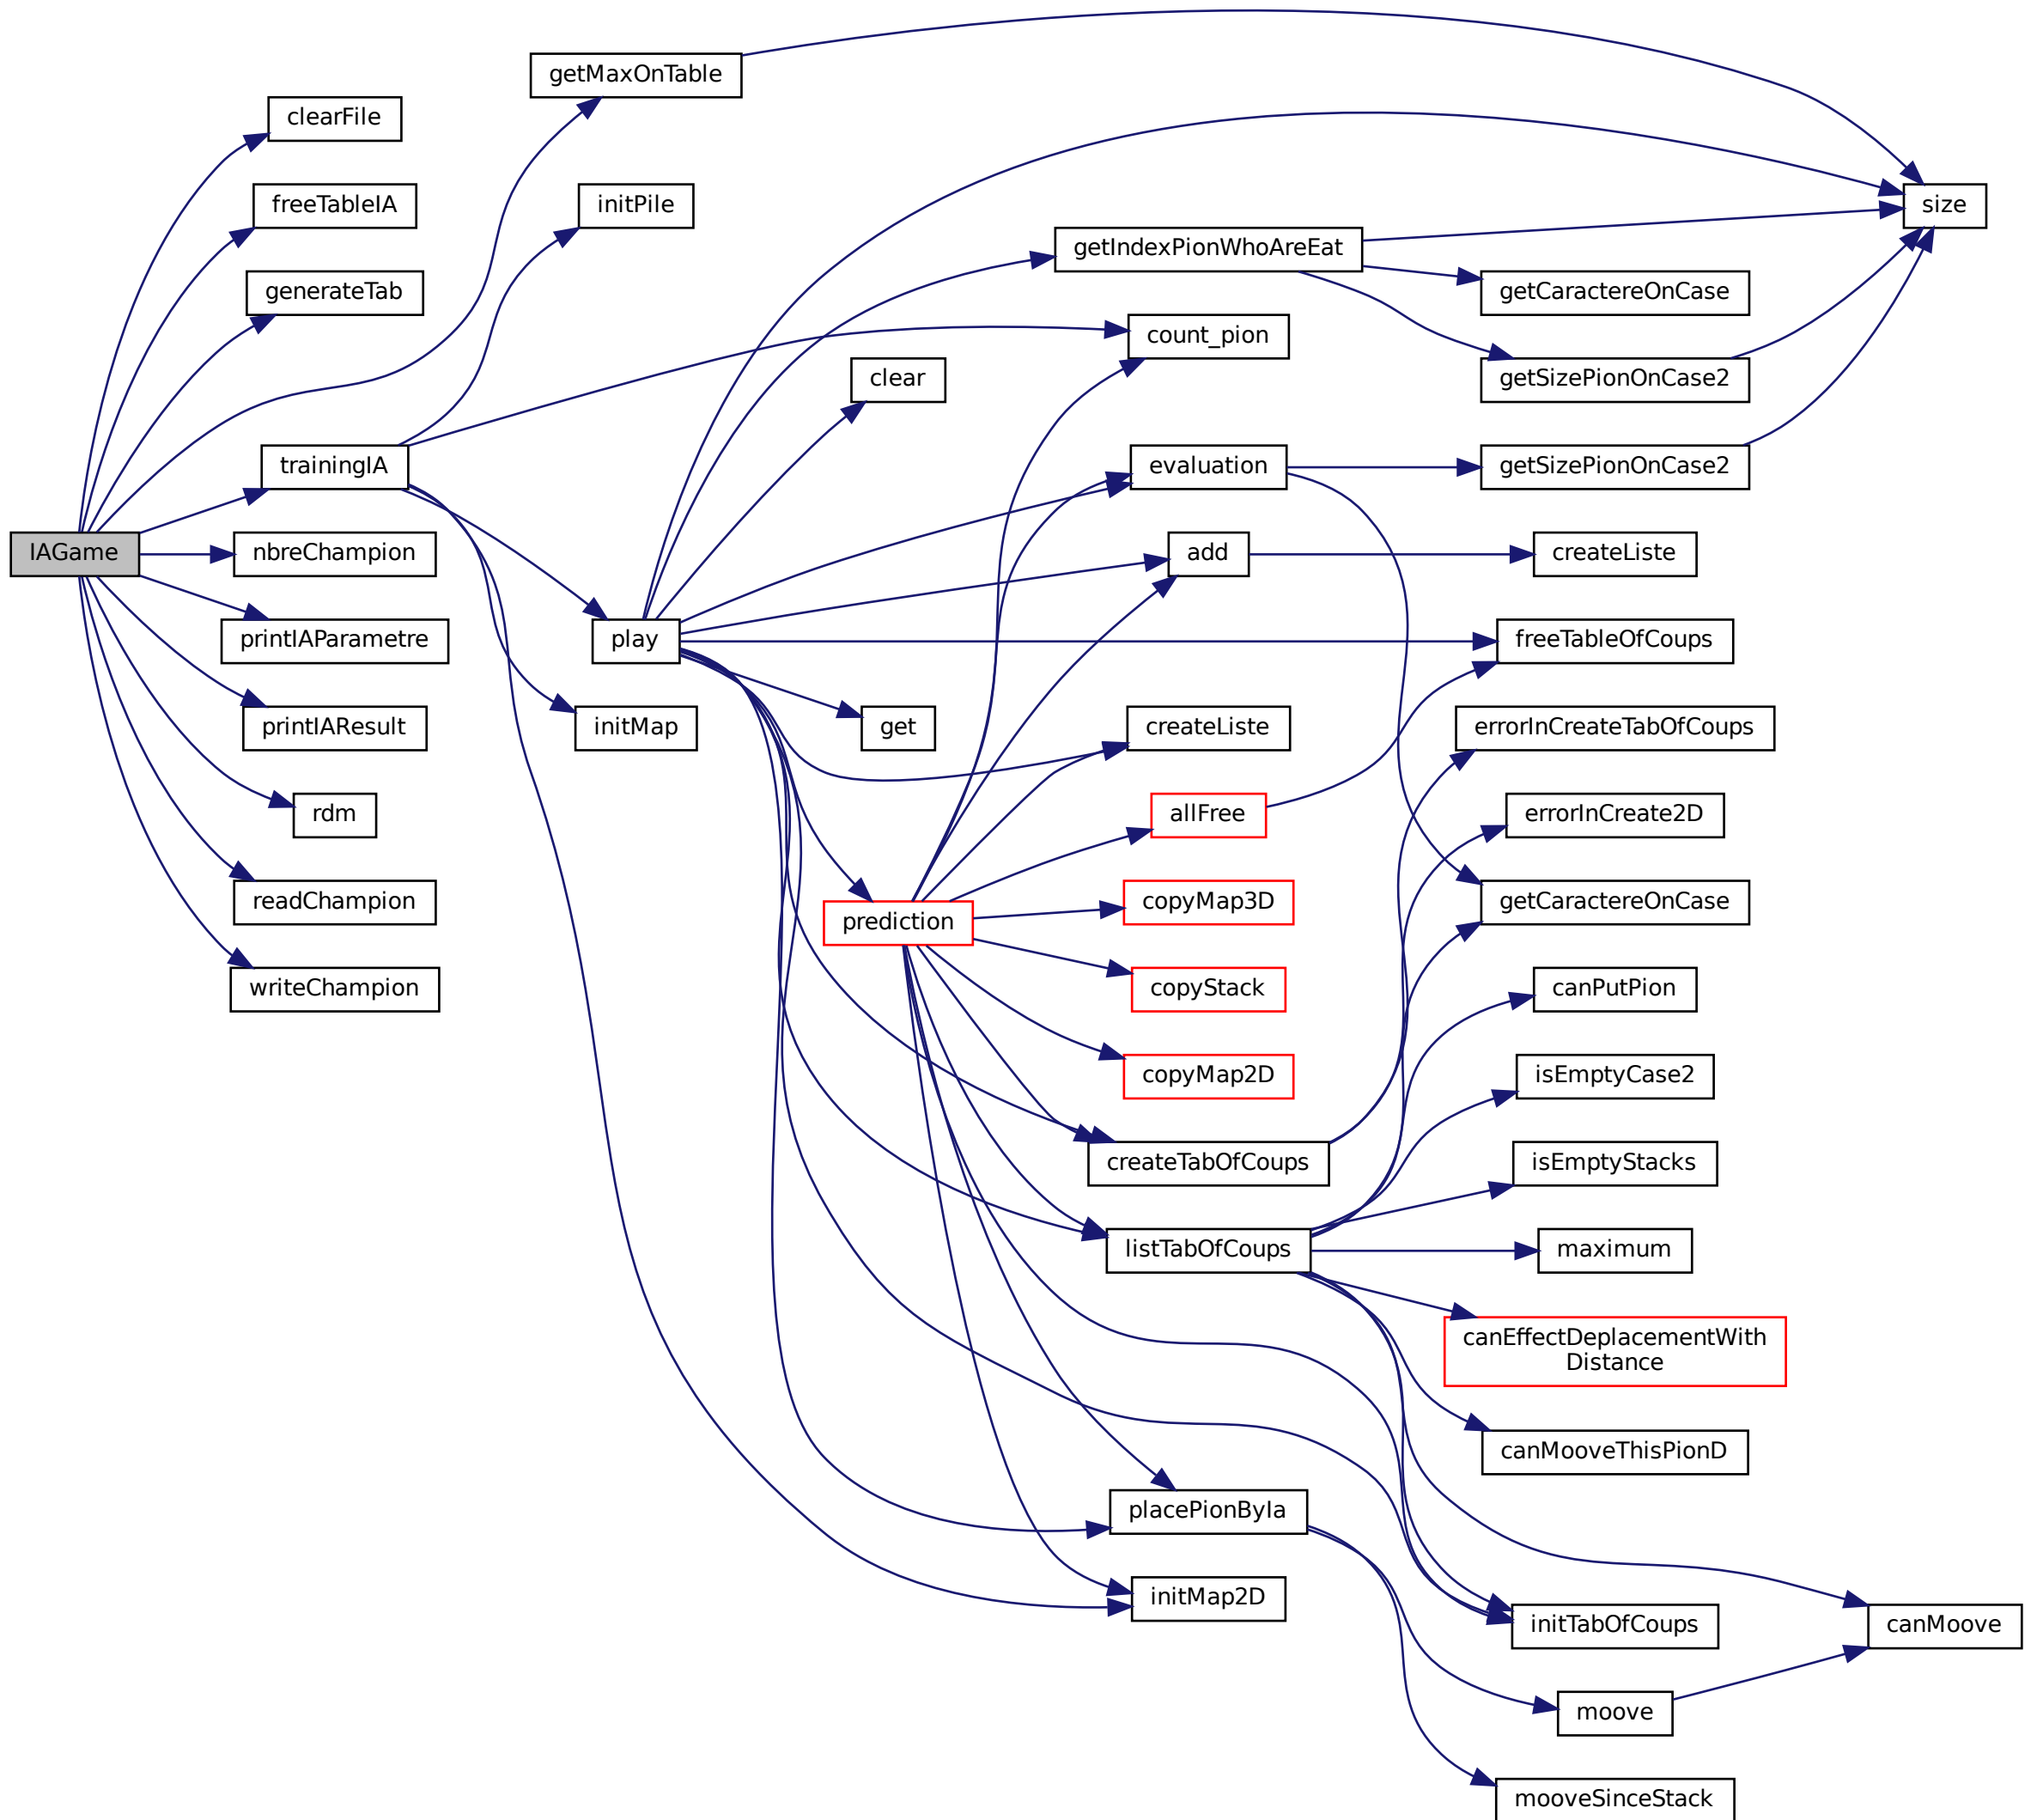 getMaxOnTable
clearFile
freeTableIA
initPile
size
getIndexPionWhoAreEat
generateTab
getCaractereOnCase
count_pion
clear
getSizePionOnCase2
trainingIA
evaluation
getSizePionOnCase2
IAGame
nbreChampion
add
createListe
printIAParametre
play
freeTableOfCoups
printIAResult
initMap
get
createListe
errorInCreateTabOfCoups
rdm
allFree
errorInCreate2D
readChampion
prediction
copyMap3D
getCaractereOnCase
writeChampion
copyStack
canPutPion
copyMap2D
isEmptyCase2
createTabOfCoups
isEmptyStacks
listTabOfCoups
maximum
canEffectDeplacementWith
Distance
canMooveThisPionD
placePionByIa
initMap2D
initTabOfCoups
canMoove
moove
mooveSinceStack